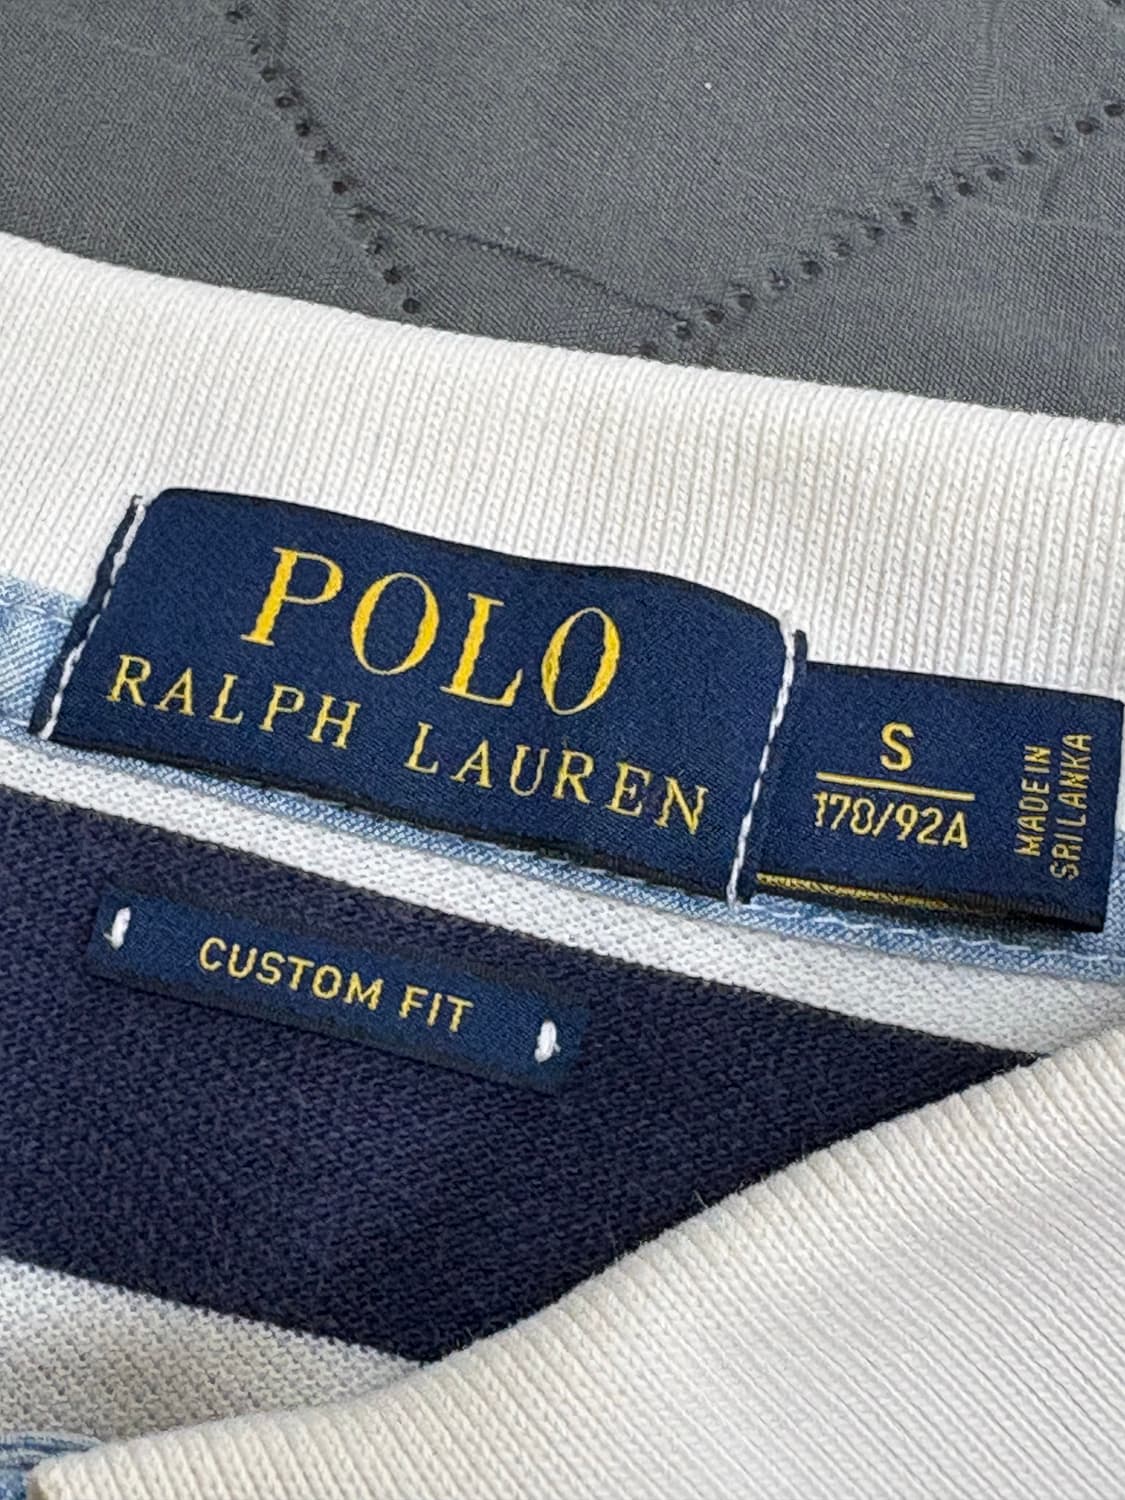 POLO
RALPH LAUREN
S
170/92A
MADE IN
SRI LANKA
CUSTOM FIT